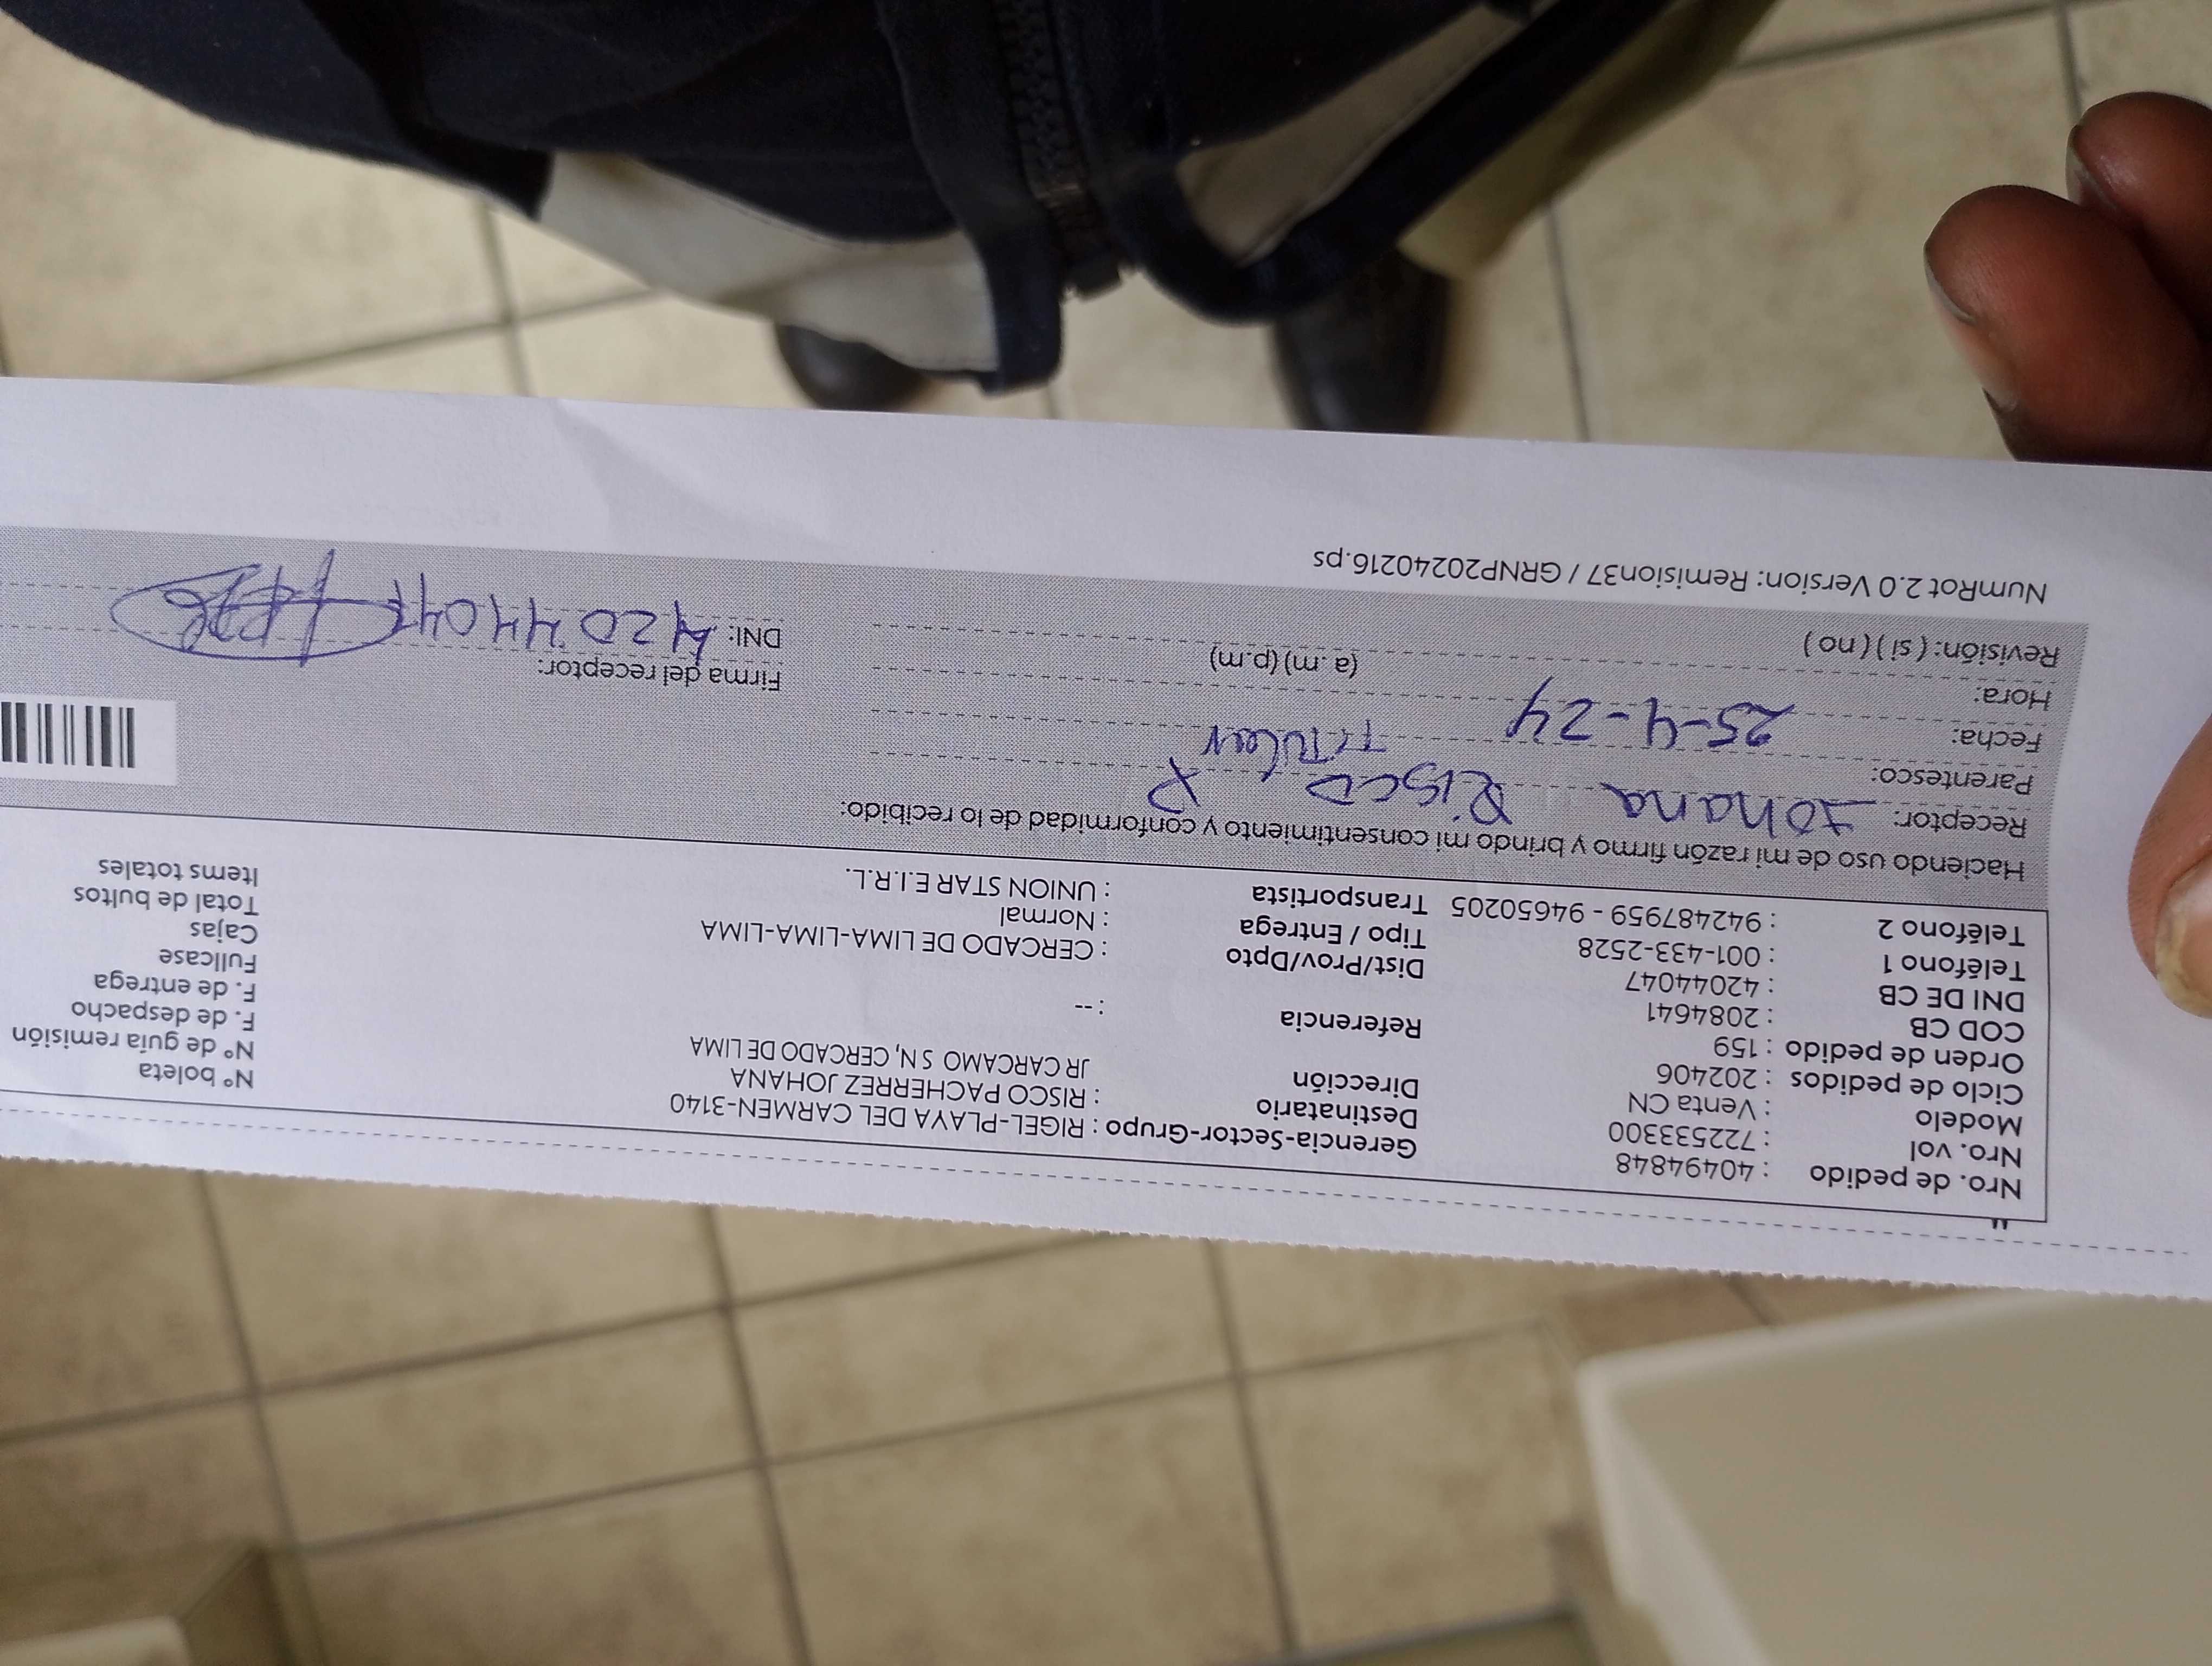 Nro. de pedido : 40494848 Gerencia-Sector-Grupo : RIGEL-PLAYA DEL CARMEN-3140 N° boleta
Nro. vol : 722533300 Destinatario : RISCO PACHERREZ JOHANA N° de guía remisión
Modelo : Venta CN Dirección JR CARCAMO S N, CERCADO DE LIMA F. de despacho
Ciclo de pedidos : 202406 F. de entrega
Orden de pedido : 159 Referencia : -- Fullcase
COD CB : 2084641 Cajas
DNI DE CB : 42044047 Dist/Prov/Dpto : CERCADO DE LIMA-LIMA-LIMA Total de bultos
Teléfono 1 : 001-433-2528 Tipo / Entrega : Normal Items totales
Teléfono 2 : 942487959 - 94650205 Transportista : UNION STAR E.I.R.L.
Haciendo uso de mi razón firmo y brindo mi consentimiento y conformidad de lo recibido:
Receptor: Johana Risco P
Parentesco: Titular
Fecha: 25-4-24 Firma del receptor:
Hora: (a. m) (p.m) DNI: 42044047
Revisión: ( si ) ( no )
NumRot 2.0 Version: Remision37 / GRNP20240216.ps